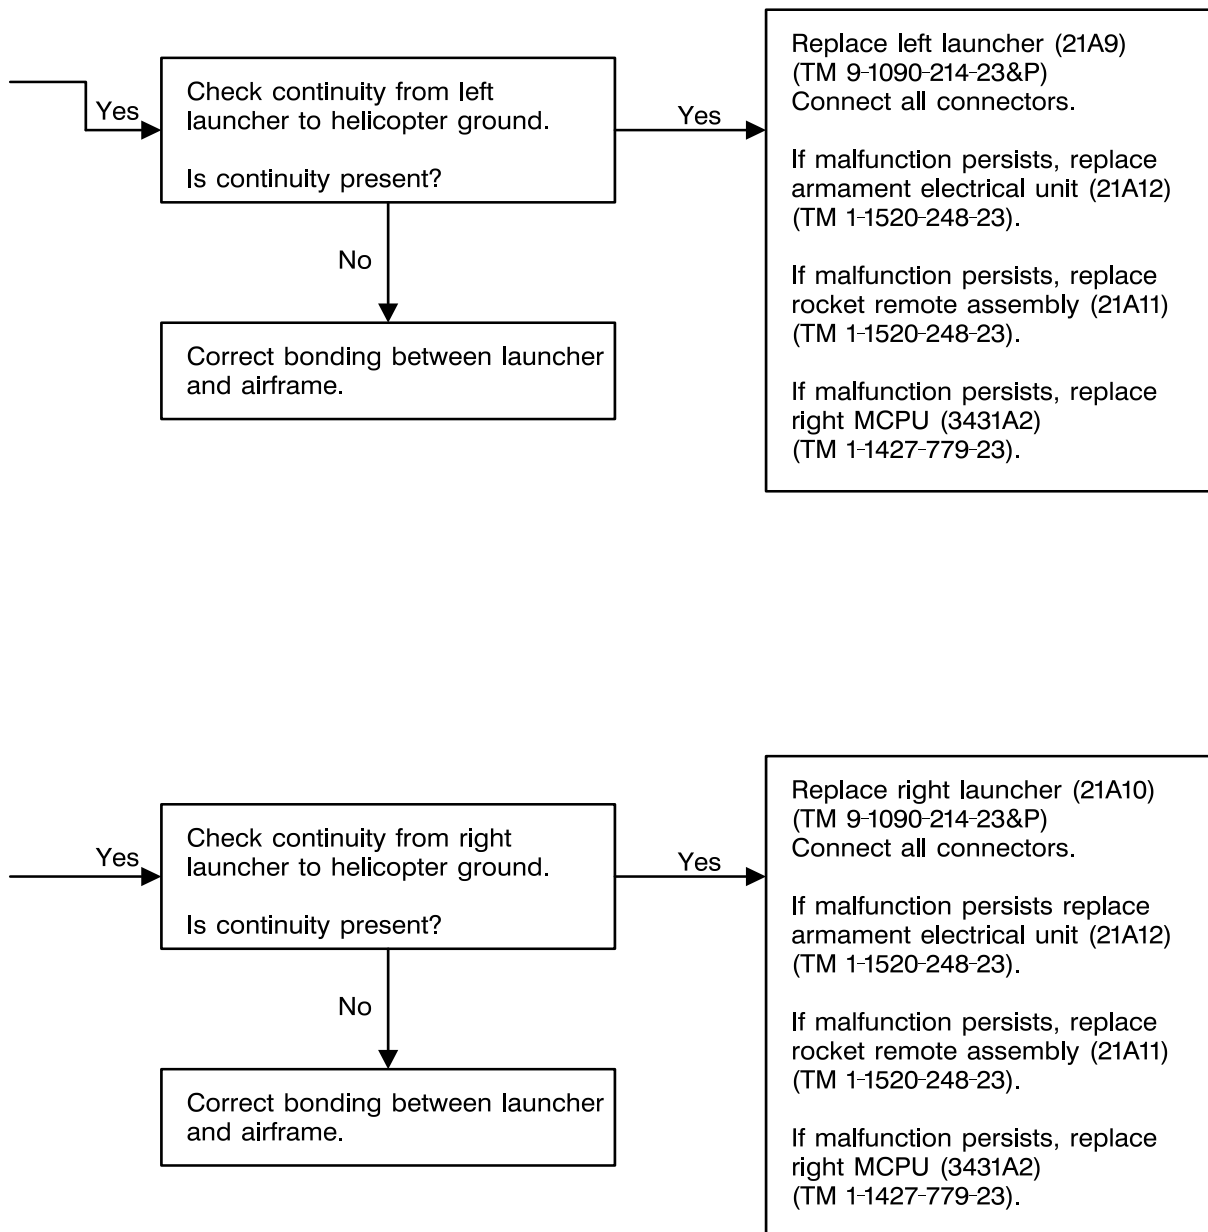 Yes
Check continuity from left
launcher to helicopter ground.
Is continuity present?
Yes
Replace left launcher (21A9)
(TM 9-1090-214-23&P)
Connect all connectors.
If malfunction persists, replace
armament electrical unit (21A12)
(TM 1-1520-248-23).
If malfunction persists, replace
rocket remote assembly (21A11)
(TM 1-1520-248-23).
If malfunction persists, replace
right MCPU (3431A2)
(TM 1-1427-779-23).
No
Correct bonding between launcher
and airframe.
Yes
Check continuity from right
launcher to helicopter ground.
Is continuity present?
Yes
Replace right launcher (21A10)
(TM 9-1090-214-23&P)
Connect all connectors.
If malfunction persists replace
armament electrical unit (21A12)
(TM 1-1520-248-23).
If malfunction persists, replace
rocket remote assembly (21A11)
(TM 1-1520-248-23).
If malfunction persists, replace
right MCPU (3431A2)
(TM 1-1427-779-23).
No
Correct bonding between launcher
and airframe.